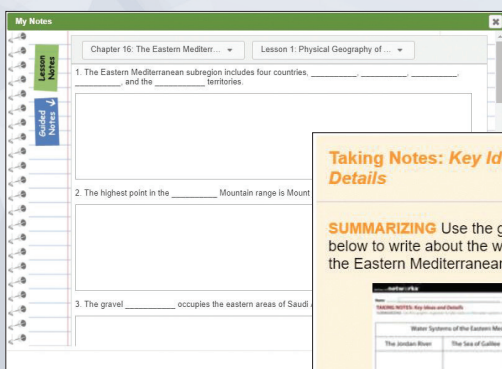 My Notes
Chapter 16: The Eastern Mediterr...
Lesson 1: Physical Geography of ...
Lesson Notes
Guided Notes
1. The Eastern Mediterranean subregion includes four countries, __________, __________, __________,
__________, and the __________ territories.
2. The highest point in the __________ Mountain range is Mount
3. The gravel __________ occupies the eastern areas of Saudi
Taking Notes: Key Id
Details
SUMMARIZING Use the g
below to write about the w
the Eastern Mediterranean
networks
TAKING NOTES: Key Ideas and Details
Water Systems of the Eastern Me
The Jordan River
The Sea of Galilee